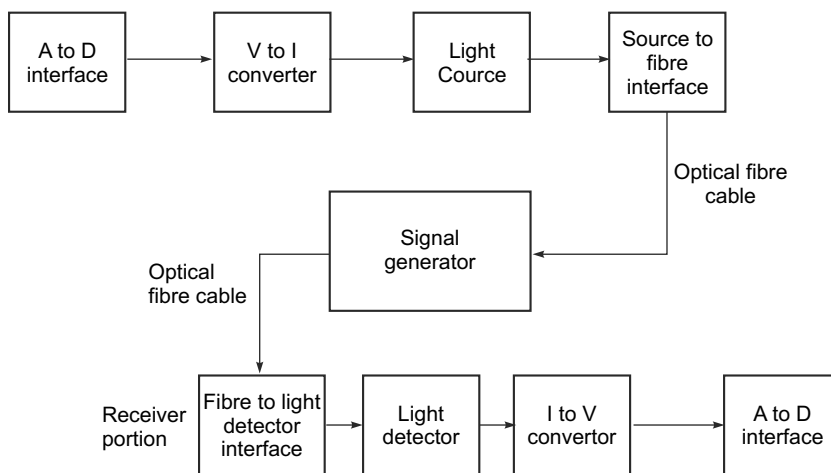 A to D
interface
V to I
converter
Light
Cource
Source to
fibre
interface
Optical fibre
cable
Signal
generator
Optical
fibre cable
Receiver
portion
Fibre to light
detector
interface
Light
detector
I to V
convertor
A to D
interface